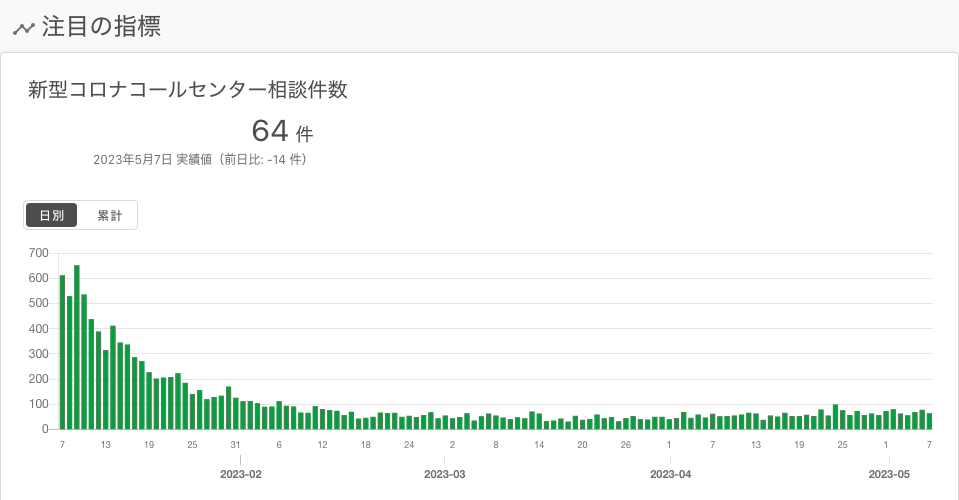 注目の指標
新型コロナコールセンター相談件数
64 件
2023年5月7日 実績値（前日比: -14 件）
日別 累計
700
600
500
400
300
200
100
0
7 13 19 25 31 6 12 18 24 2 8 14 20 26 1 7 13 19 25 1 7
2023-02 2023-03 2023-04 2023-05